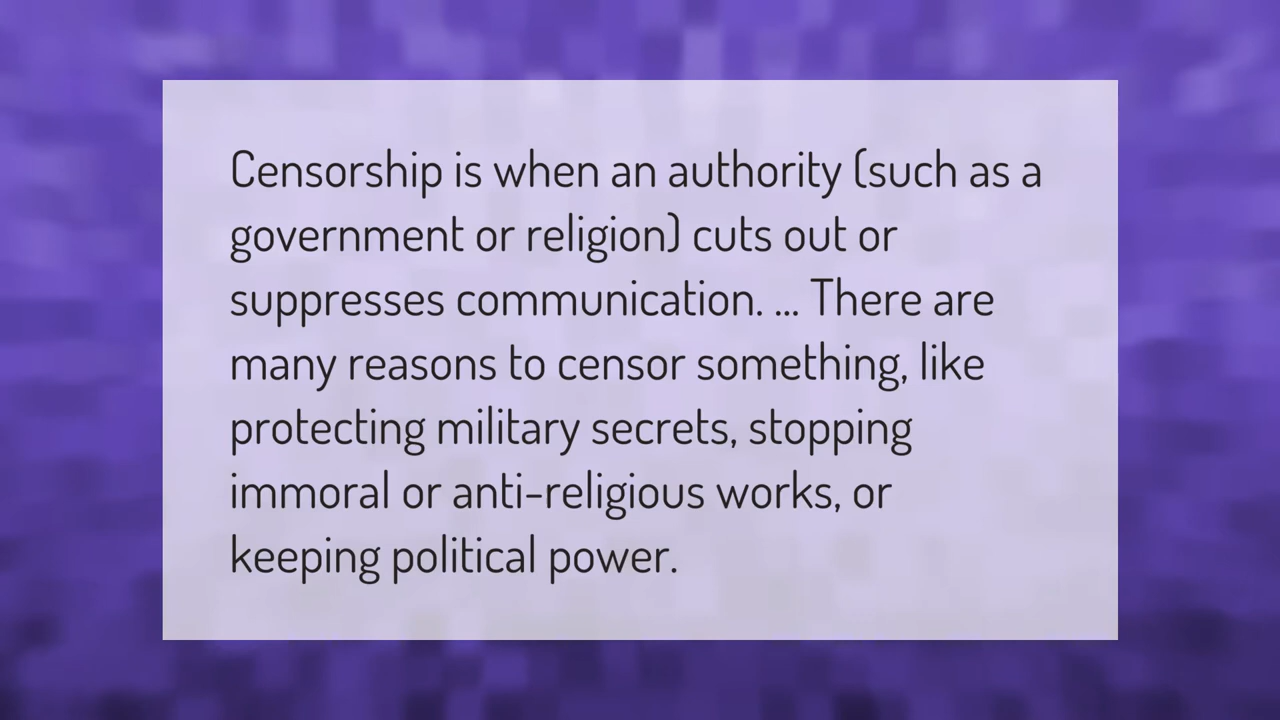 Censorship is when an authority (such as a
government or religion) cuts out or
suppresses communication. ... There are
many reasons to censor something, like
protecting military secrets, stopping
immoral or anti-religious works, or
keeping political power.